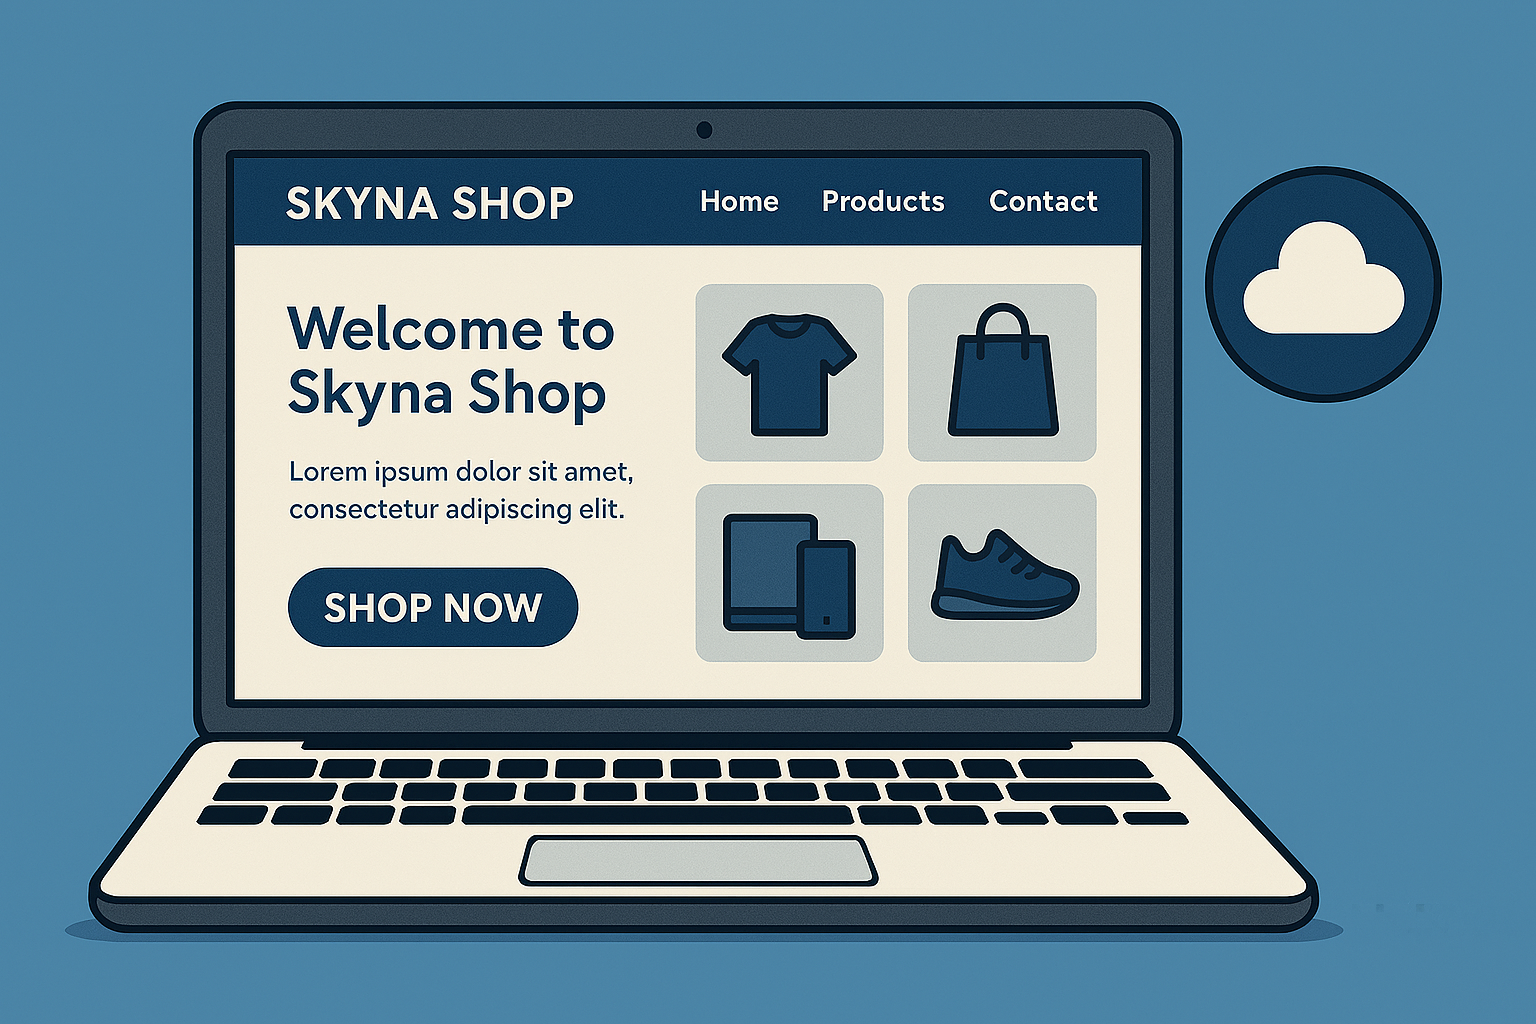 SKYNA SHOP
Home Products Contact
Welcome to
Skyna Shop
Lorem ipsum dolor sit amet,
consectetur adipiscing elit.
SHOP NOW